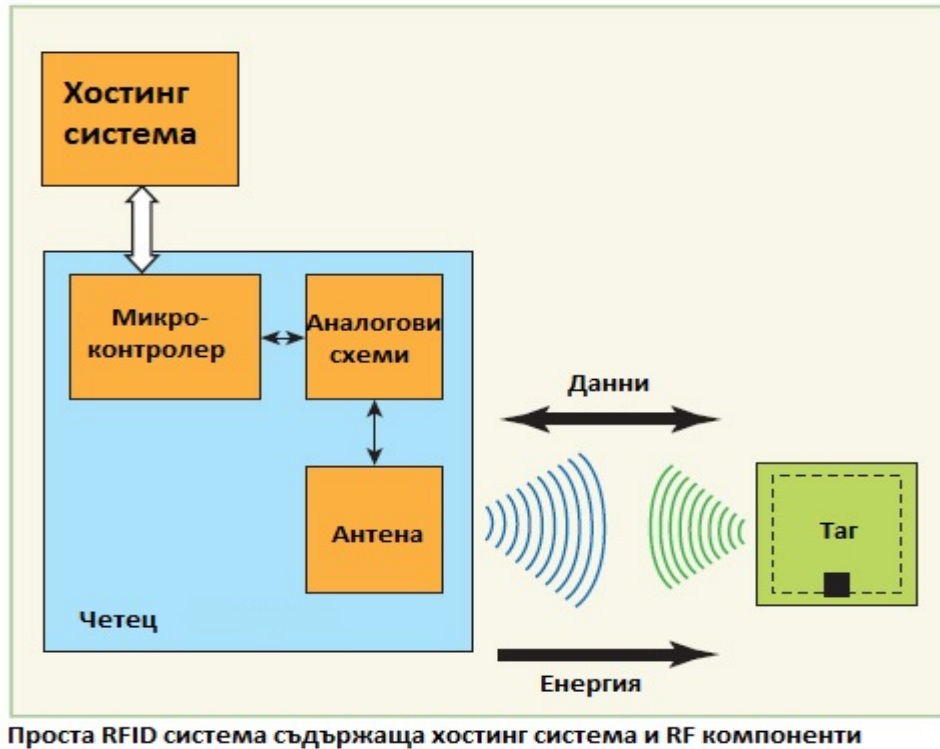 Хостинг
система
Микро-
контролер
Аналогови
схеми
Данни
Антена
Таг
Четец
Енергия
Проста RFID система съдържаща хостинг система и RF компоненти